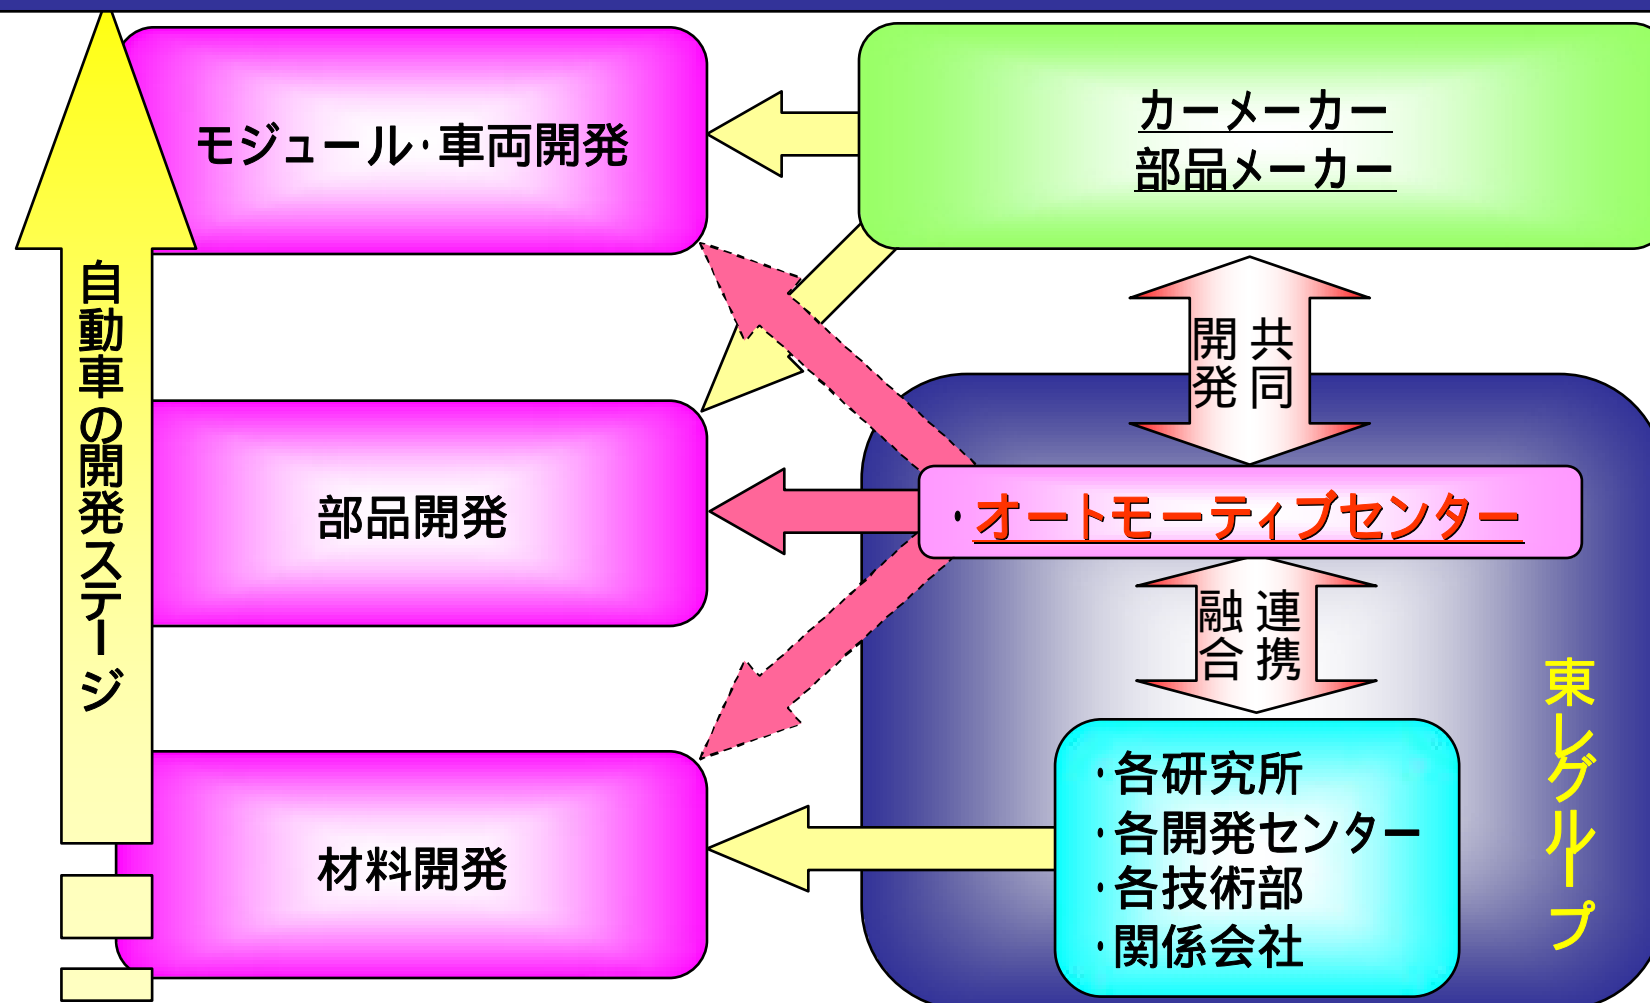 モジュール・車両開発
カーメーカー
部品メーカー
自動車の開発ステージ
共同
開発
部品開発
・オートモーティブセンター
連携
融合
東レグループ
材料開発
・各研究所
・各開発センター
・各技術部
・関係会社